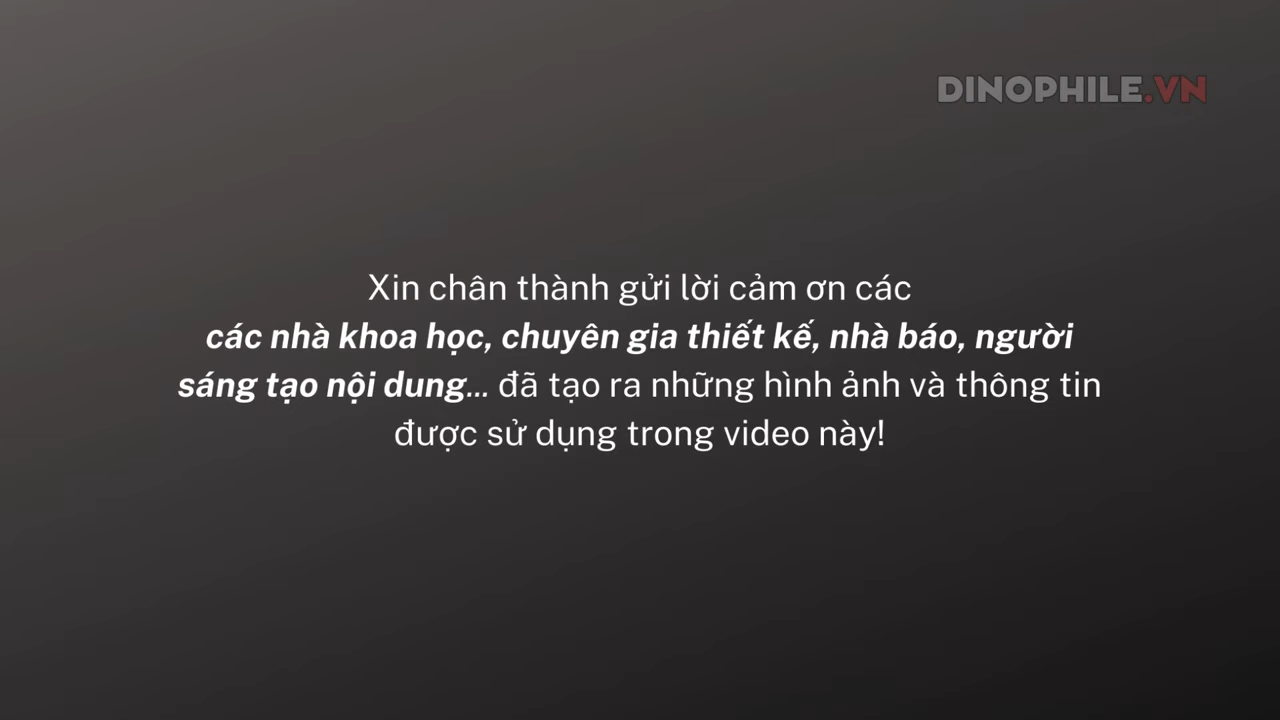 DINOPHILE.VN
Xin chân thành gửi lời cảm ơn các
các nhà khoa học, chuyên gia thiết kế, nhà báo, người
sáng tạo nội dung... đã tạo ra những hình ảnh và thông tin
được sử dụng trong video này!